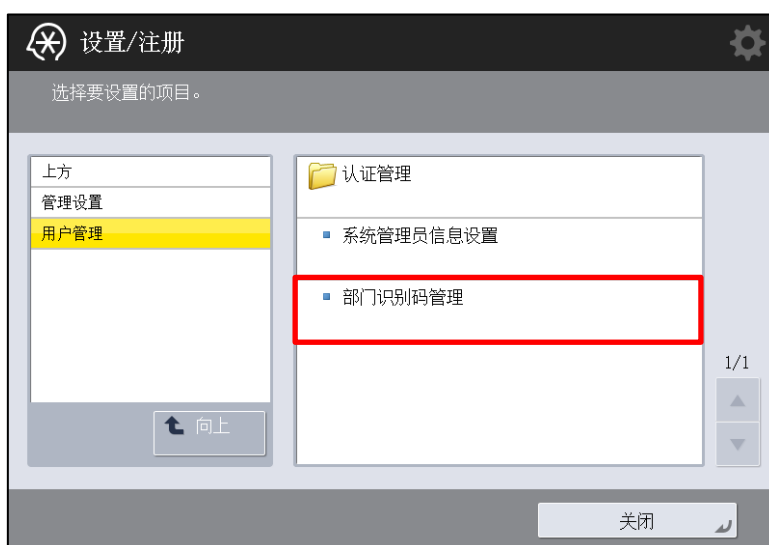 设置/注册
选择要设置的项目。
上方
管理设置
用户管理
向上
认证管理
系统管理员信息设置
部门识别码管理
1/1
关闭